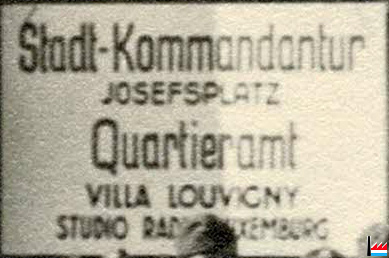 Stadt-Kommandantur
JOSEFSPLATZ
Quartieramt
VILLA LOUVIGNY
STUDIO